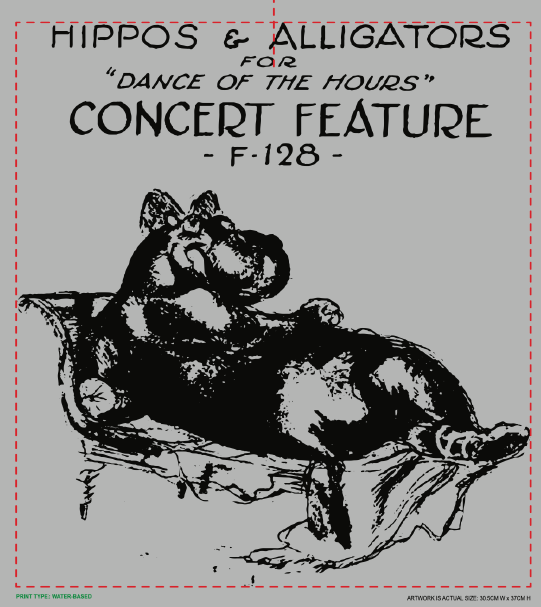 HIPPOS & ALLIGATORS
FOR
"DANCE OF THE HOURS"
CONCERT FEATURE
- F-128 -
PRINT TYPE: WATER-BASED
ARTWORK IS ACTUAL SIZE: 30.5CM W x 37CM H